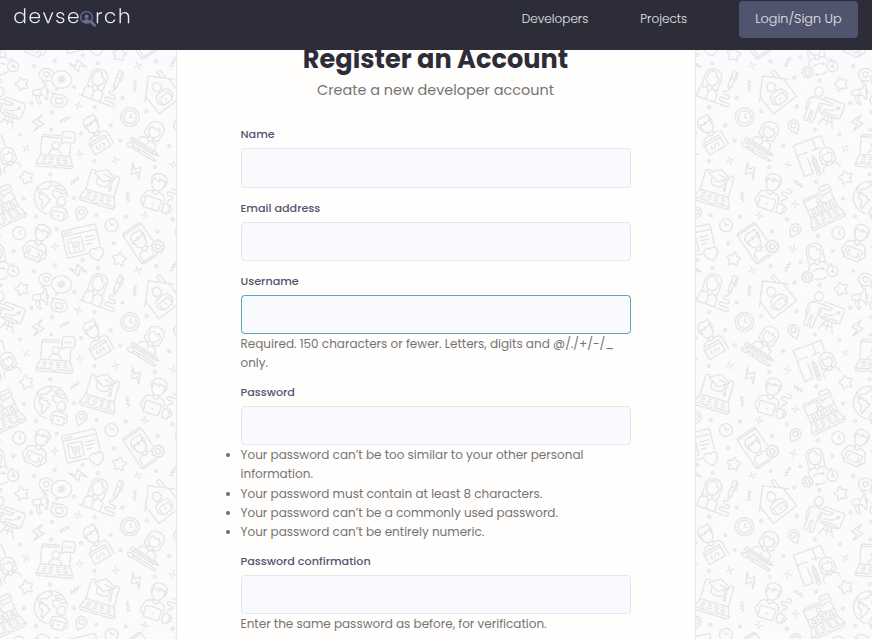 devsearch
Developers
Projects
Login/Sign Up
Register an Account
Create a new developer account
Name
Email address
Username
Required. 150 characters or fewer. Letters, digits and @/./+/-/_
only.
Password
Your password can't be too similar to your other personal
information.
Your password must contain at least 8 characters.
Your password can't be a commonly used password.
Your password can't be entirely numeric.
Password confirmation
Enter the same password as before, for verification.